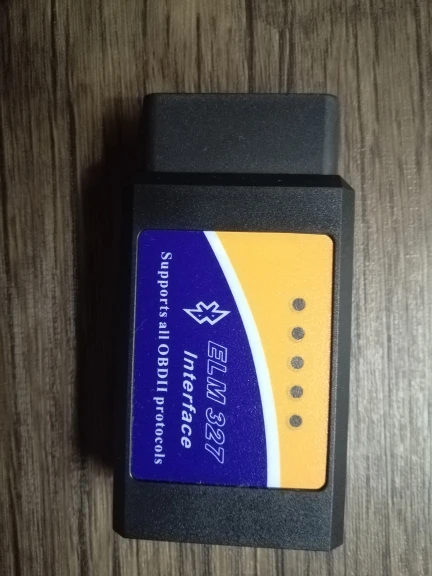 ELM 327
Interface
Supports all OBDII protocols